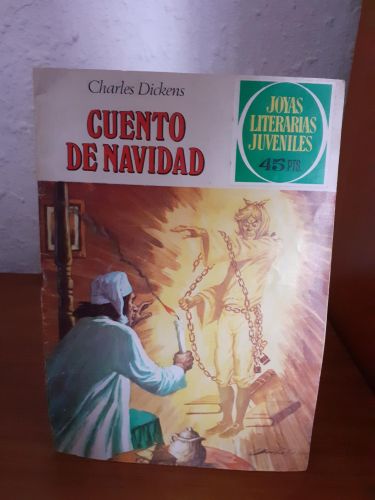 Charles Dickens
CUENTO
DE NAVIDAD
JOYAS
LITERARIAS
JUVENILES
45 PTS